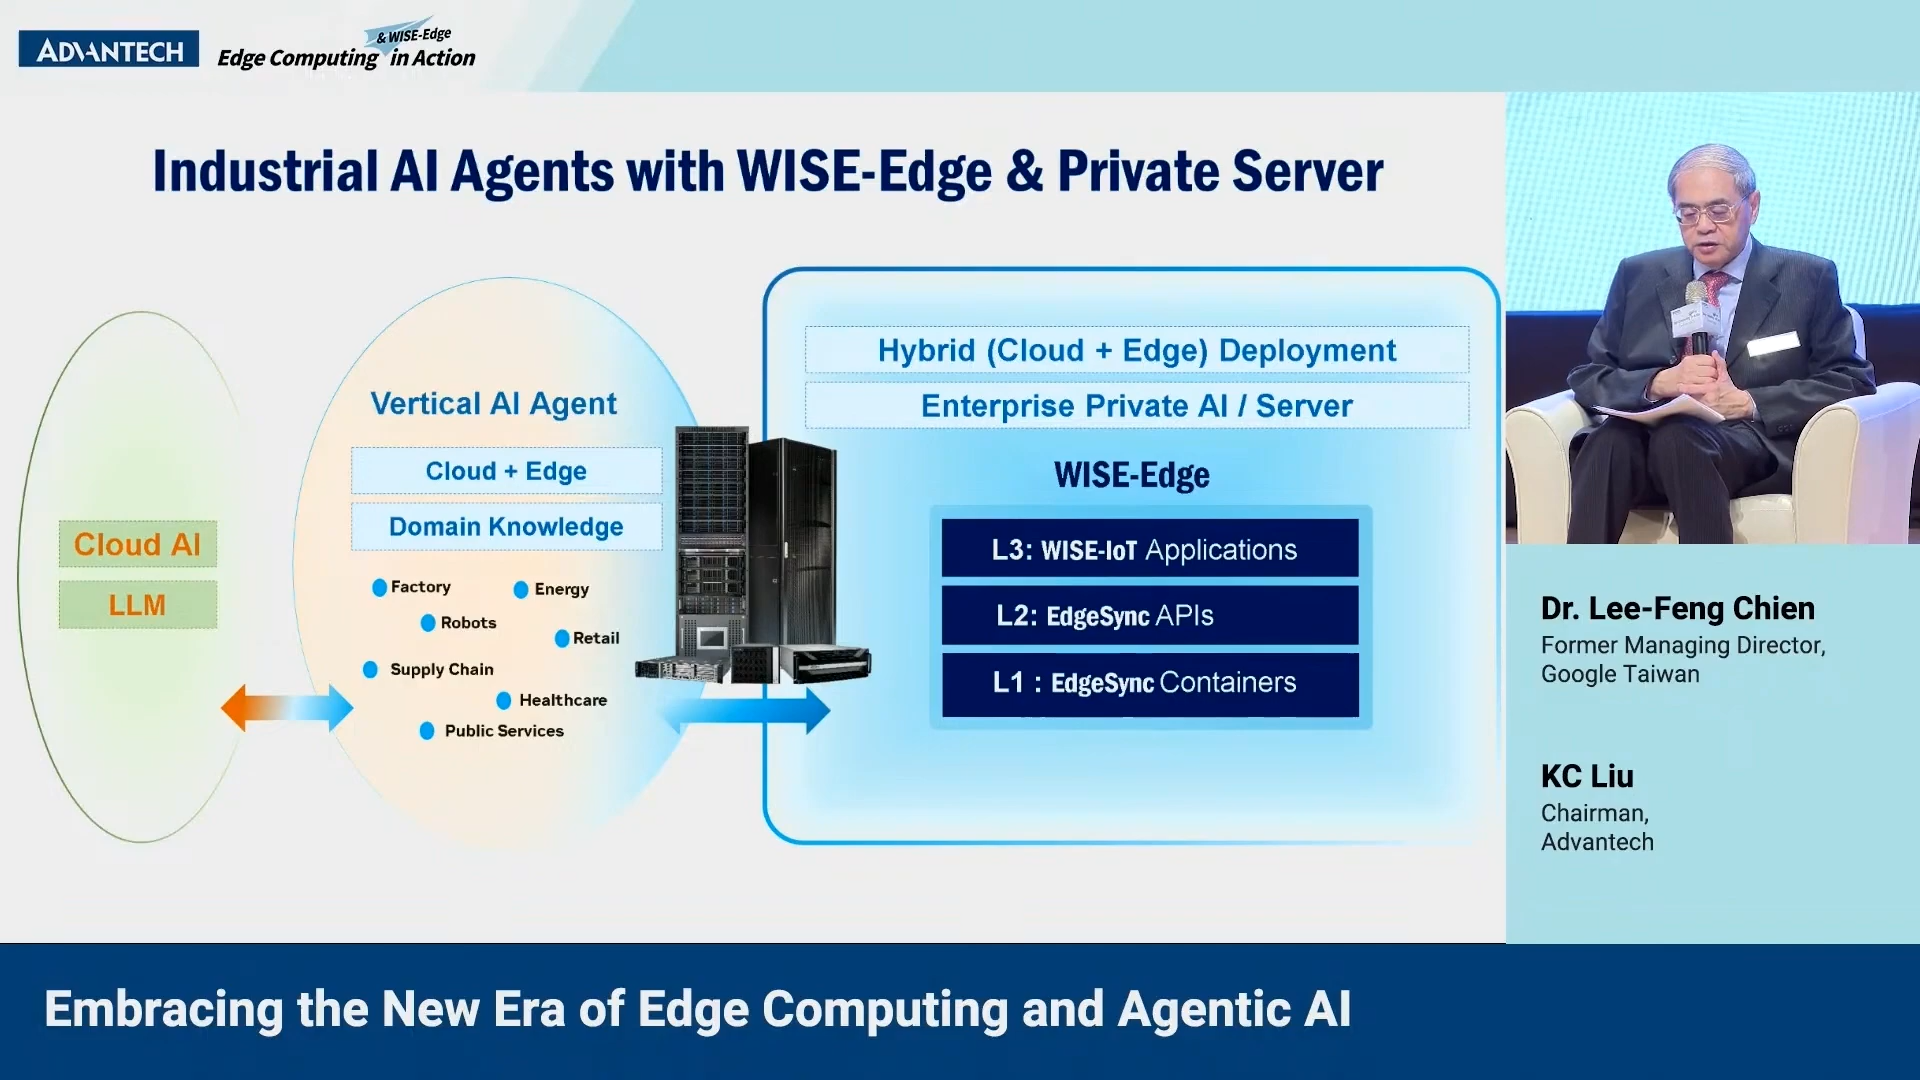 ADVANTECH
& WISE-Edge
Edge Computing in Action
Industrial AI Agents with WISE-Edge & Private Server
Cloud AI
LLM
Vertical AI Agent
Cloud + Edge
Domain Knowledge
Factory
Energy
Robots
Retail
Supply Chain
Healthcare
Public Services
Hybrid (Cloud + Edge) Deployment
Enterprise Private AI / Server
WISE-Edge
L3: WISE-IoT Applications
L2: EdgeSync APIs
L1 : EdgeSync Containers
Dr. Lee-Feng Chien
Former Managing Director,
Google Taiwan
KC Liu
Chairman,
Advantech
Embracing the New Era of Edge Computing and Agentic AI